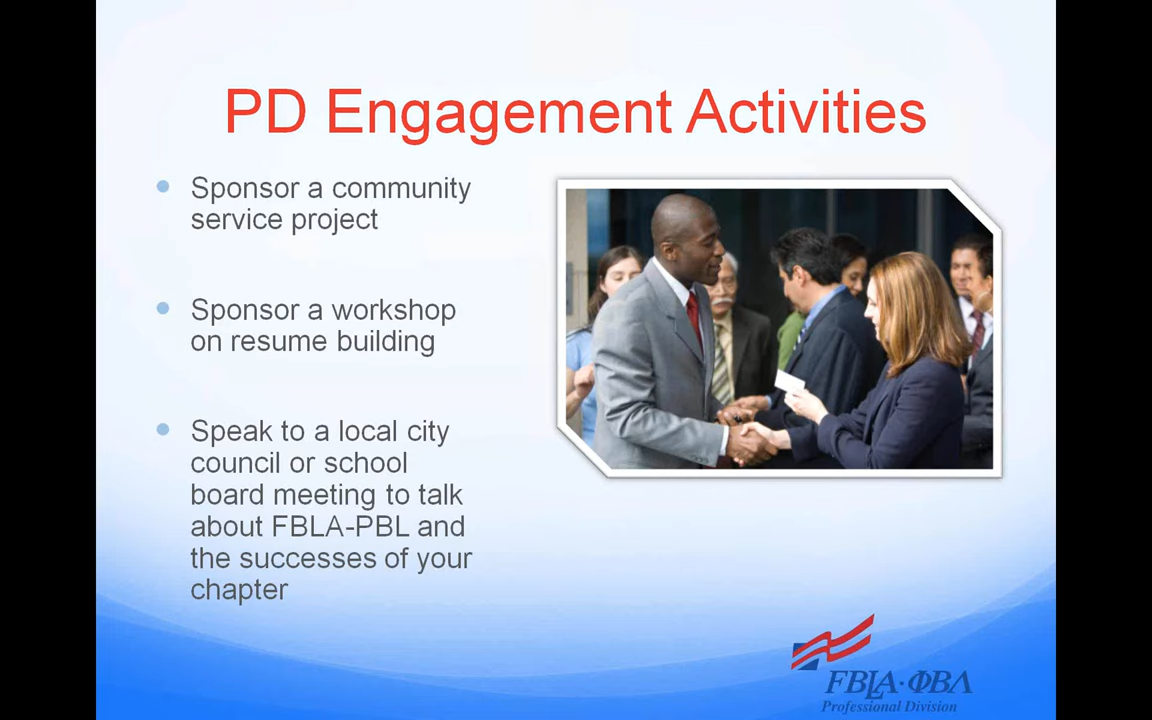 PD Engagement Activities
Sponsor a community
service project
Sponsor a workshop
on resume building
Speak to a local city
council or school
board meeting to talk
about FBLA-PBL and
the successes of your
chapter
FBLA·ΦBΛ
Professional Division